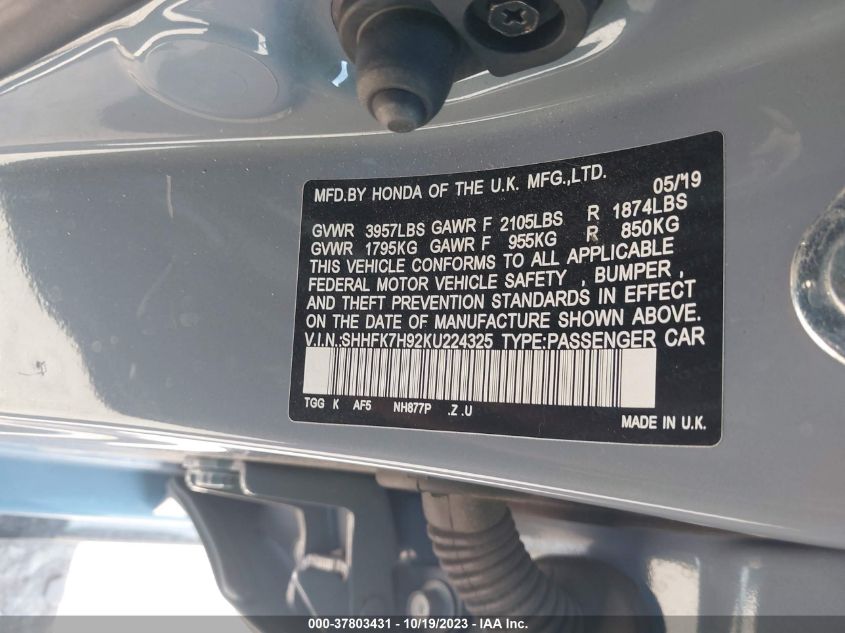 MFD.BY HONDA OF THE U.K. MFG.,LTD. 05/19
GVWR 3957LBS GAWR F 2105LBS R 1874LBS
GVWR 1795KG GAWR F 955KG R 850KG
THIS VEHICLE CONFORMS TO ALL APPLICABLE
FEDERAL MOTOR VEHICLE SAFETY , BUMPER ,
AND THEFT PREVENTION STANDARDS IN EFFECT
ON THE DATE OF MANUFACTURE SHOWN ABOVE.
V.I.N.:SHHFK7H92KU224325 TYPE:PASSENGER CAR
TGG K AF5 NH877P .Z .U
MADE IN U.K.
000-37803431 - 10/19/2023 - IAA Inc.